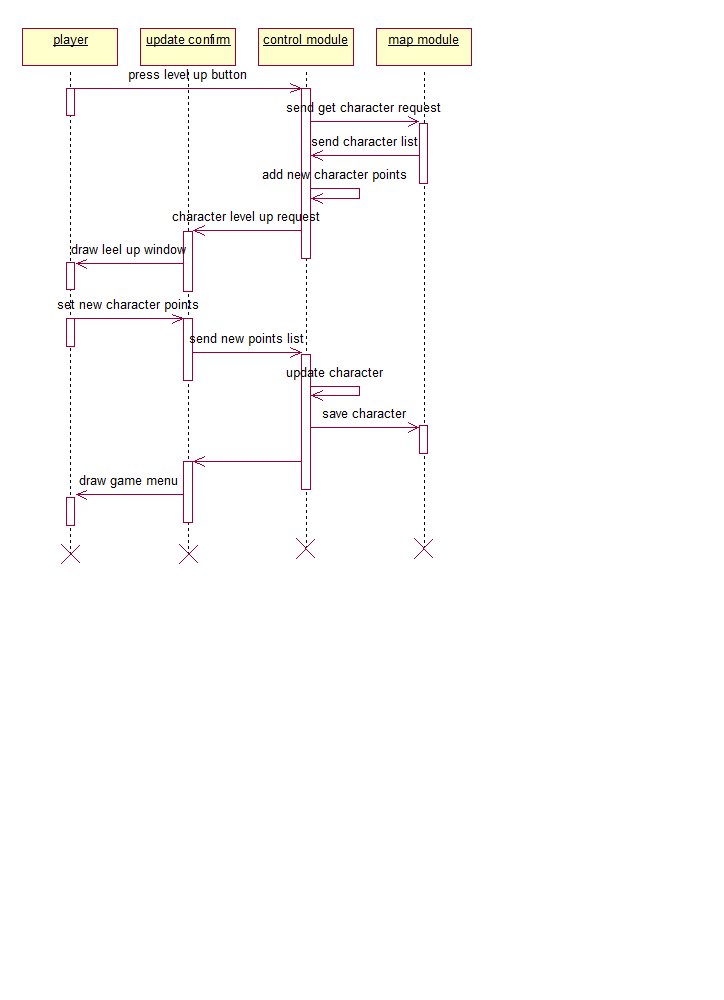 player
update confirm
control module
map module
press level up button
send get character request
send character list
add new character points
character level up request
draw leel up window
set new character points
send new points list
update character
save character
draw game menu